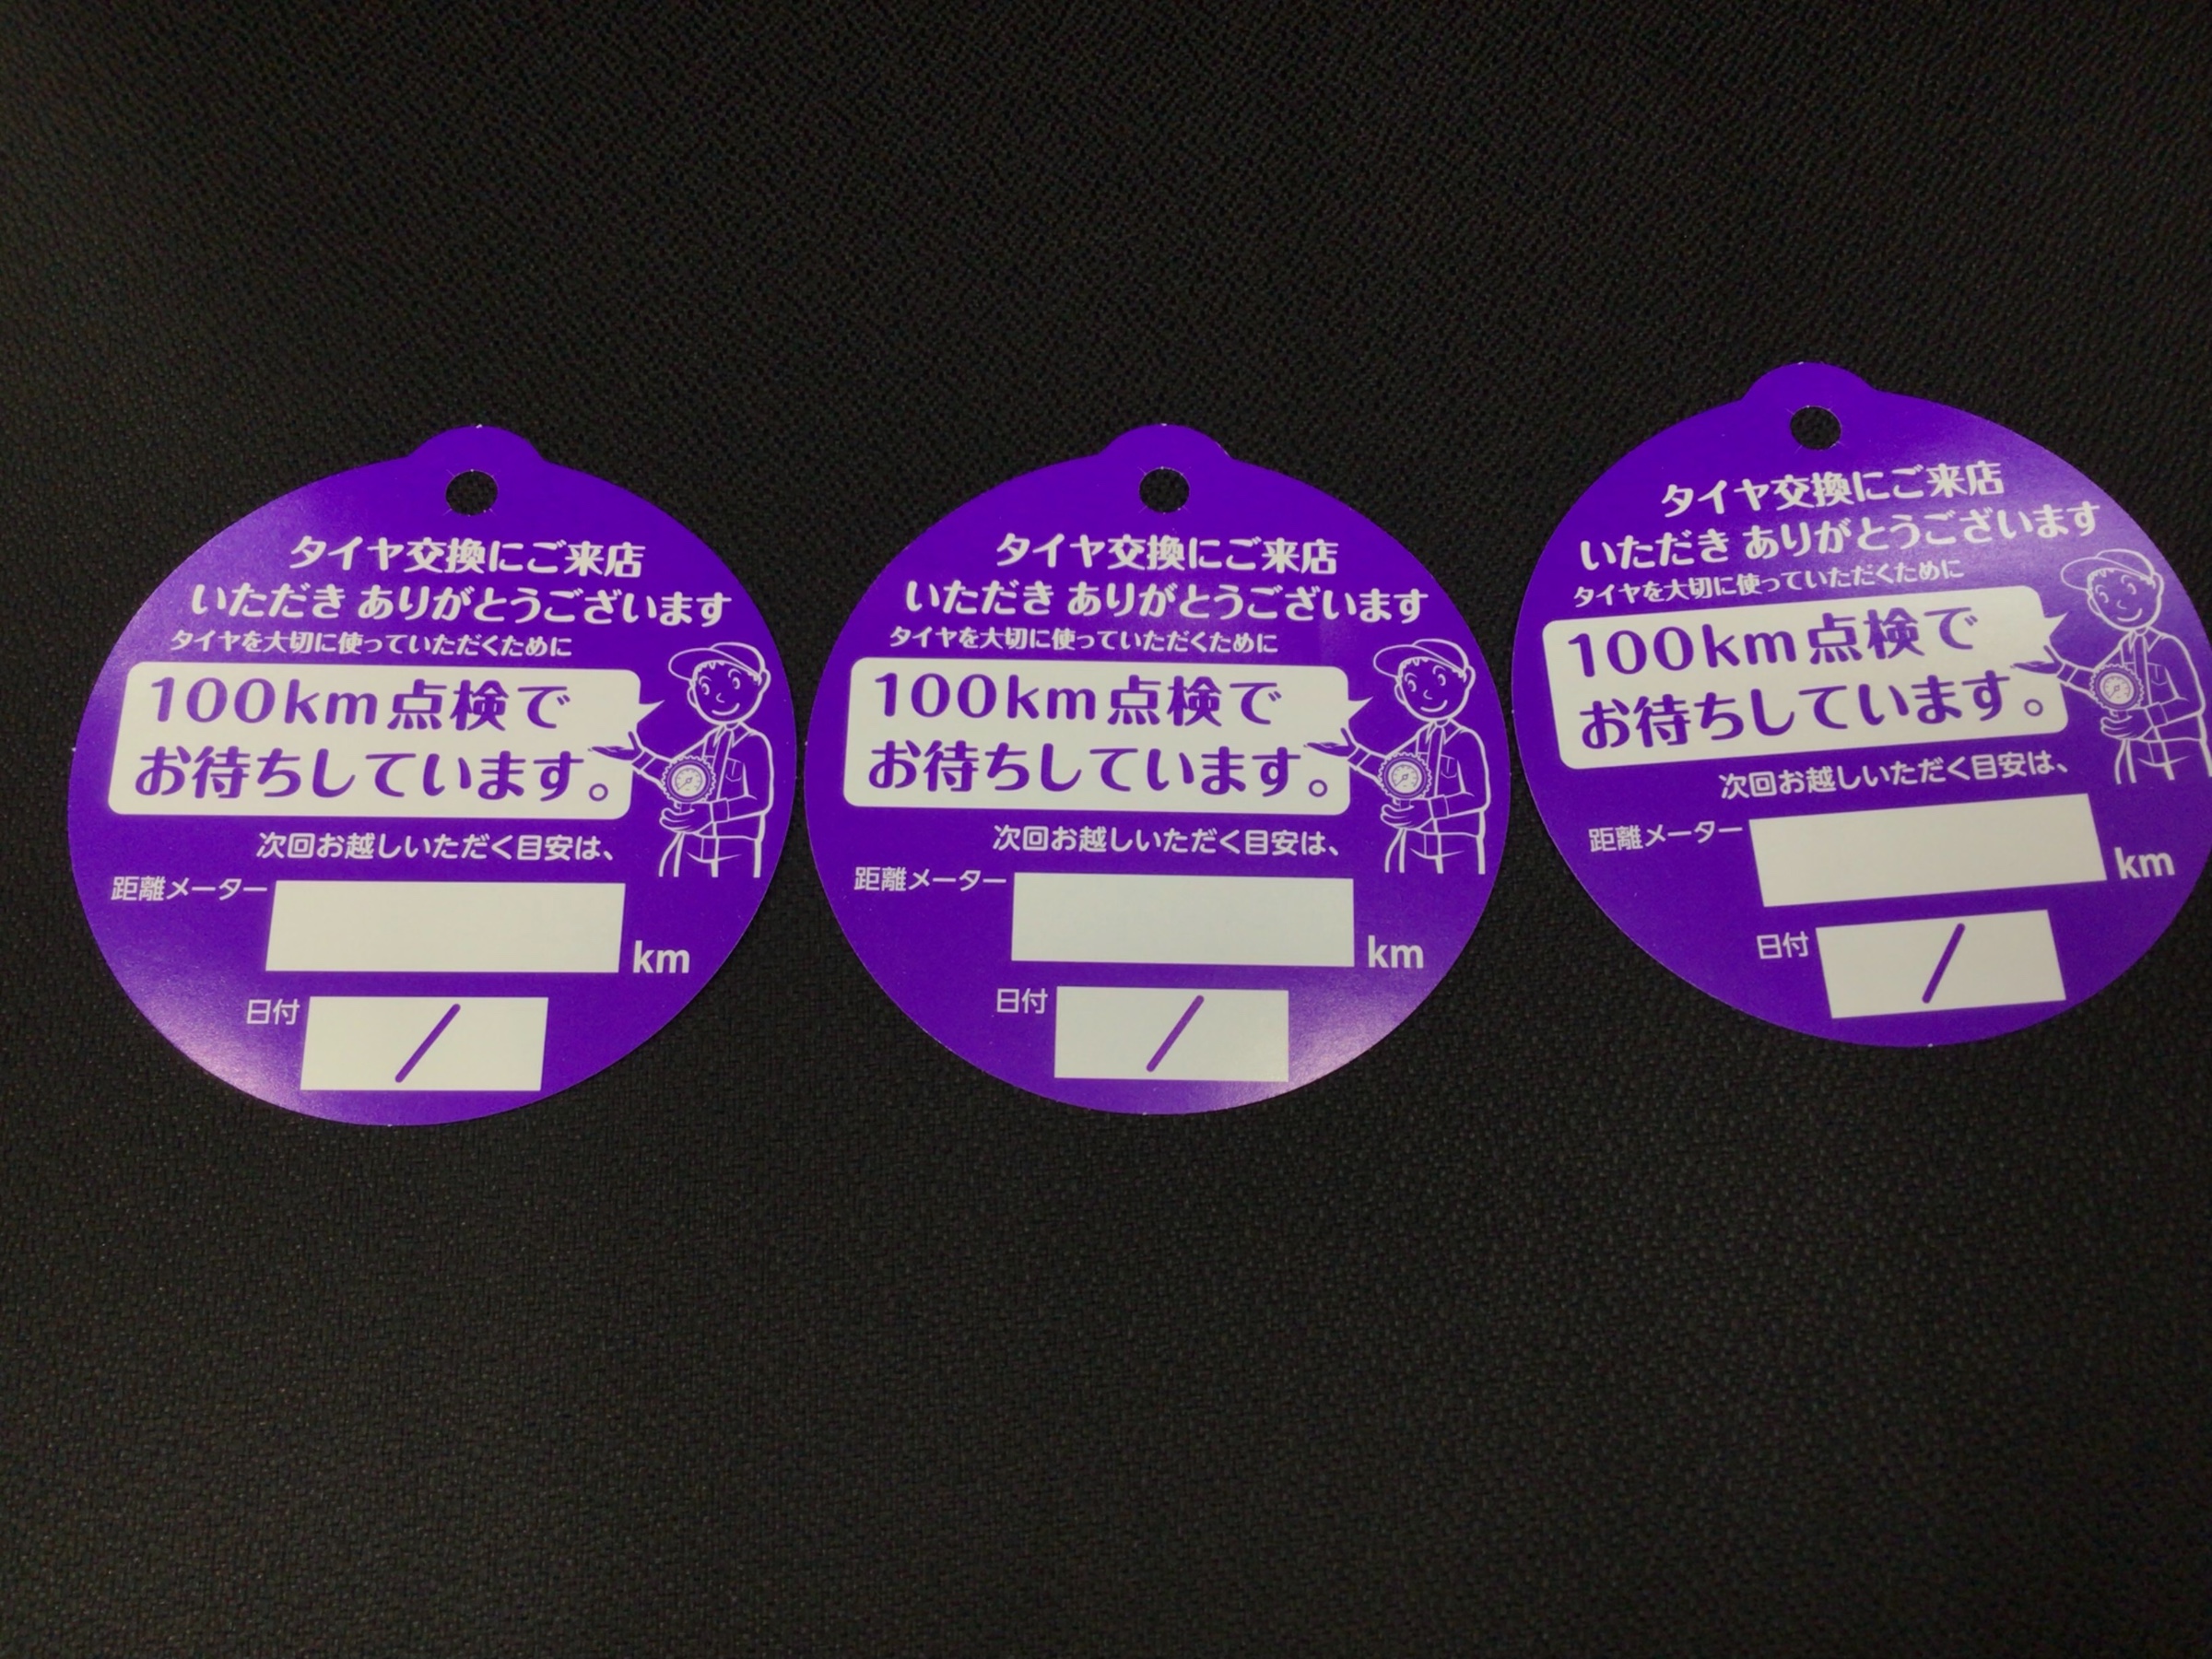 タイヤ交換にご来店
いただき ありがとうございます
タイヤを大切に使っていただくために
100km点検で
お待ちしています。
次回お越しいただく目安は、
距離メーター
km
日付 /
タイヤ交換にご来店
いただき ありがとうございます
タイヤを大切に使っていただくために
100km点検で
お待ちしています。
次回お越しいただく目安は、
距離メーター
km
日付 /
タイヤ交換にご来店
いただき ありがとうございます
タイヤを大切に使っていただくために
100km点検で
お待ちしています。
次回お越しいただく目安は、
距離メーター
km
日付 /